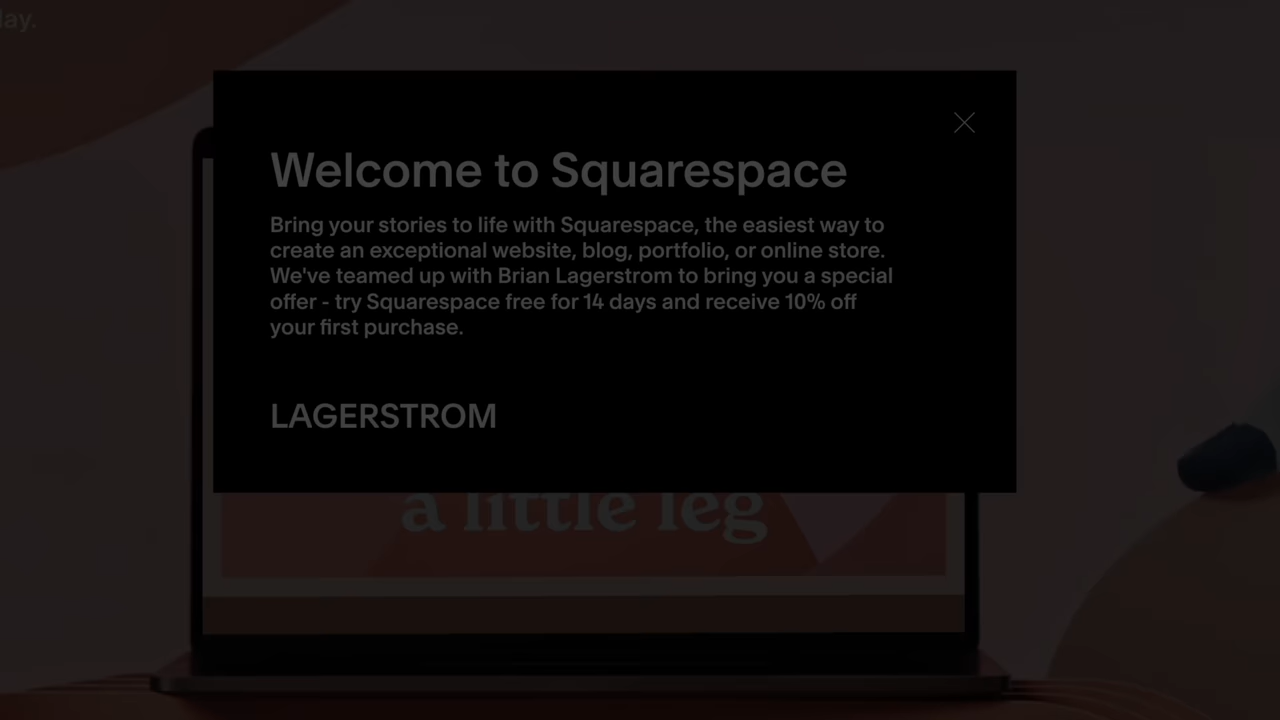 lay.
Welcome to Squarespace
Bring your stories to life with Squarespace, the easiest way to
create an exceptional website, blog, portfolio, or online store.
We've teamed up with Brian Lagerstrom to bring you a special
offer - try Squarespace free for 14 days and receive 10% off
your first purchase.
LAGERSTROM
a little leg